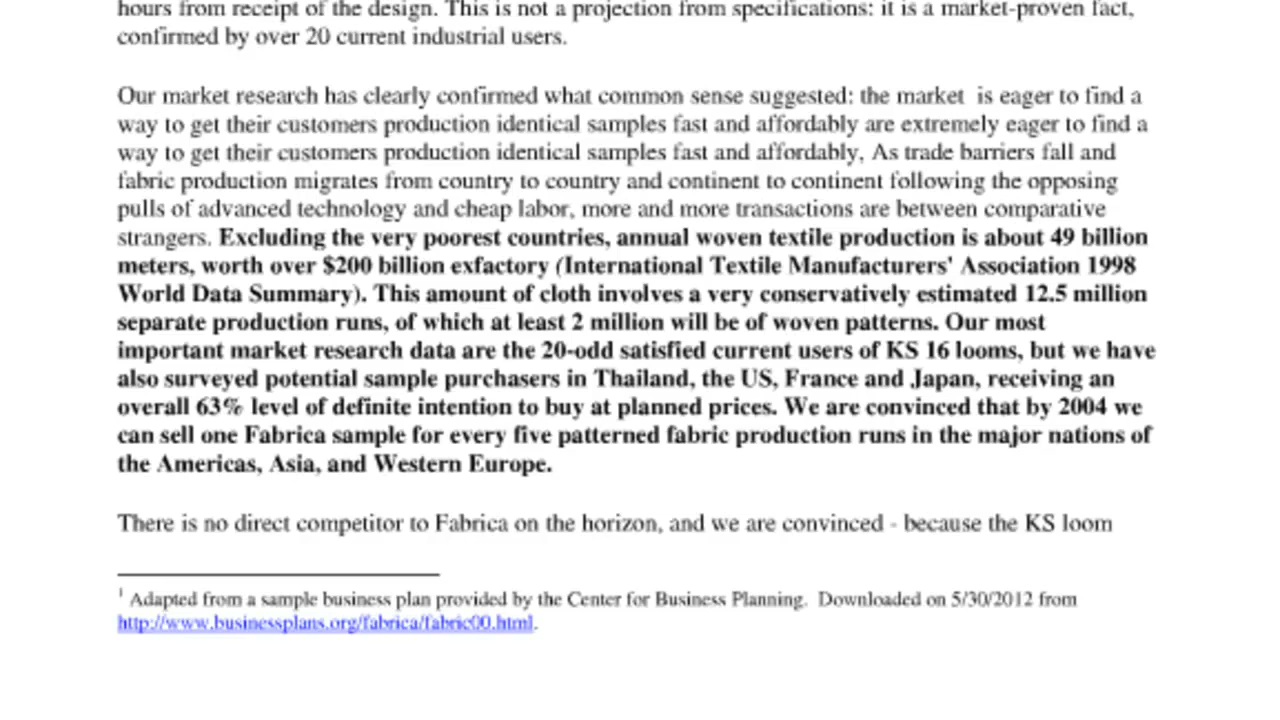 hours from receipt of the design. This is not a projection from specifications: it is a market-proven fact,
confirmed by over 20 current industrial users.
Our market research has clearly confirmed what common sense suggested: the market is eager to find a
way to get their customers production identical samples fast and affordably are extremely eager to find a
way to get their customers production identical samples fast and affordably, As trade barriers fall and
fabric production migrates from country to country and continent to continent following the opposing
pulls of advanced technology and cheap labor, more and more transactions are between comparative
strangers. Excluding the very poorest countries, annual woven textile production is about 49 billion
meters, worth over $200 billion exfactory (International Textile Manufacturers' Association 1998
World Data Summary). This amount of cloth involves a very conservatively estimated 12.5 million
separate production runs, of which at least 2 million will be of woven patterns. Our most
important market research data are the 20-odd satisfied current users of KS 16 looms, but we have
also surveyed potential sample purchasers in Thailand, the US, France and Japan, receiving an
overall 63% level of definite intention to buy at planned prices. We are convinced that by 2004 we
can sell one Fabrica sample for every five patterned fabric production runs in the major nations of
the Americas, Asia, and Western Europe.
There is no direct competitor to Fabrica on the horizon, and we are convinced - because the KS loom
1 Adapted from a sample business plan provided by the Center for Business Planning. Downloaded on 5/30/2012 from
http://www.businessplans.org/fabrica/fabric00.html.